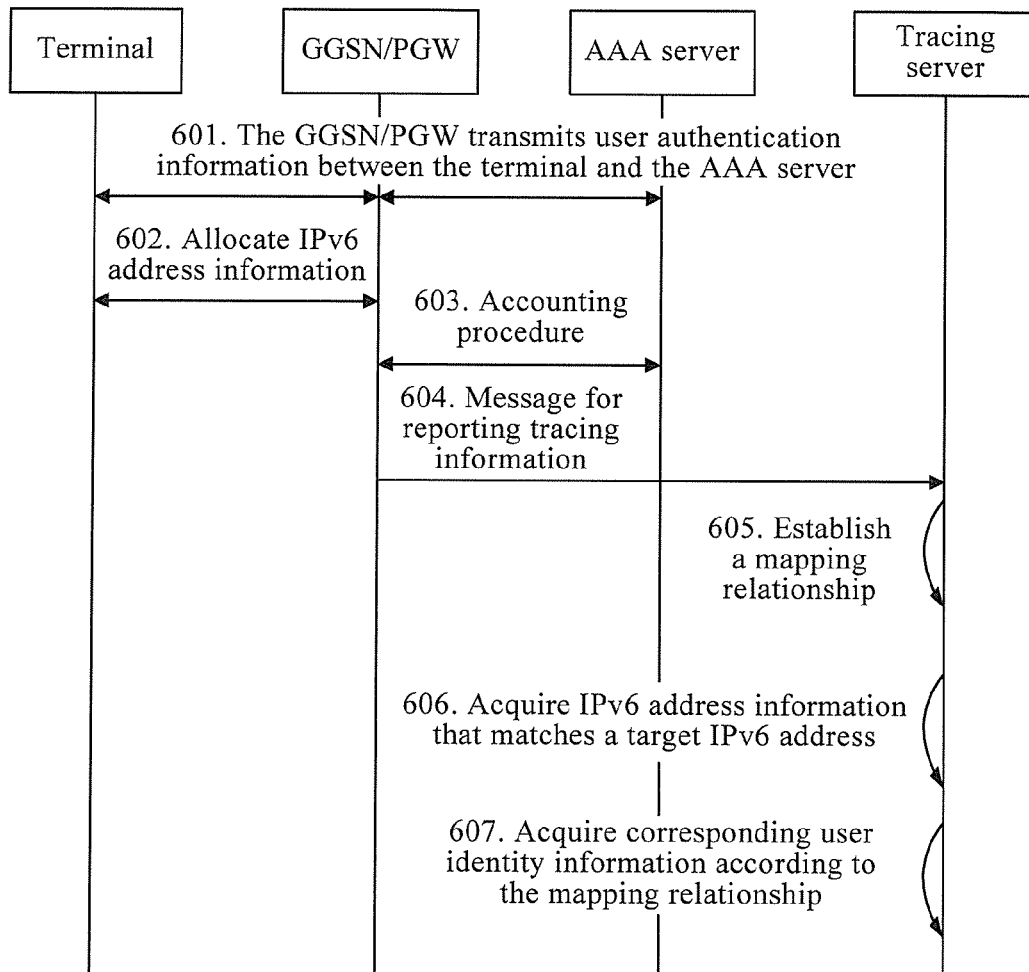 Terminal
GGSN/PGW
AAA server
Tracing
server
601. The GGSN/PGW transmits user authentication
information between the terminal and the AAA server
602. Allocate IPv6
address information
603. Accounting
procedure
604. Message for
reporting tracing
information
605. Establish
a mapping
relationship
606. Acquire IPv6 address information
that matches a target IPv6 address
607. Acquire corresponding user
identity information according to
the mapping relationship